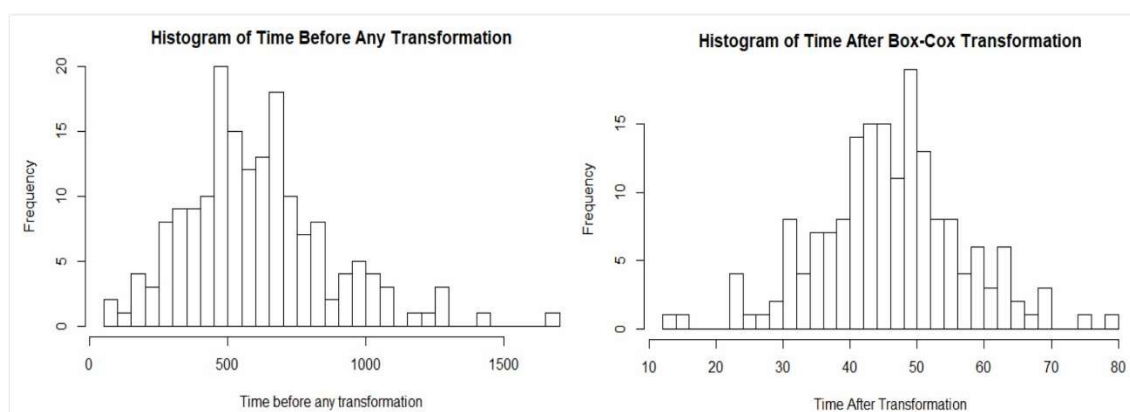 Histogram of Time Before Any Transformation
20
15
10
5
0
Frequency
0 500 1000 1500
Time before any transformation
Histogram of Time After Box-Cox Transformation
15
10
5
0
Frequency
10 20 30 40 50 60 70 80
Time After Transformation